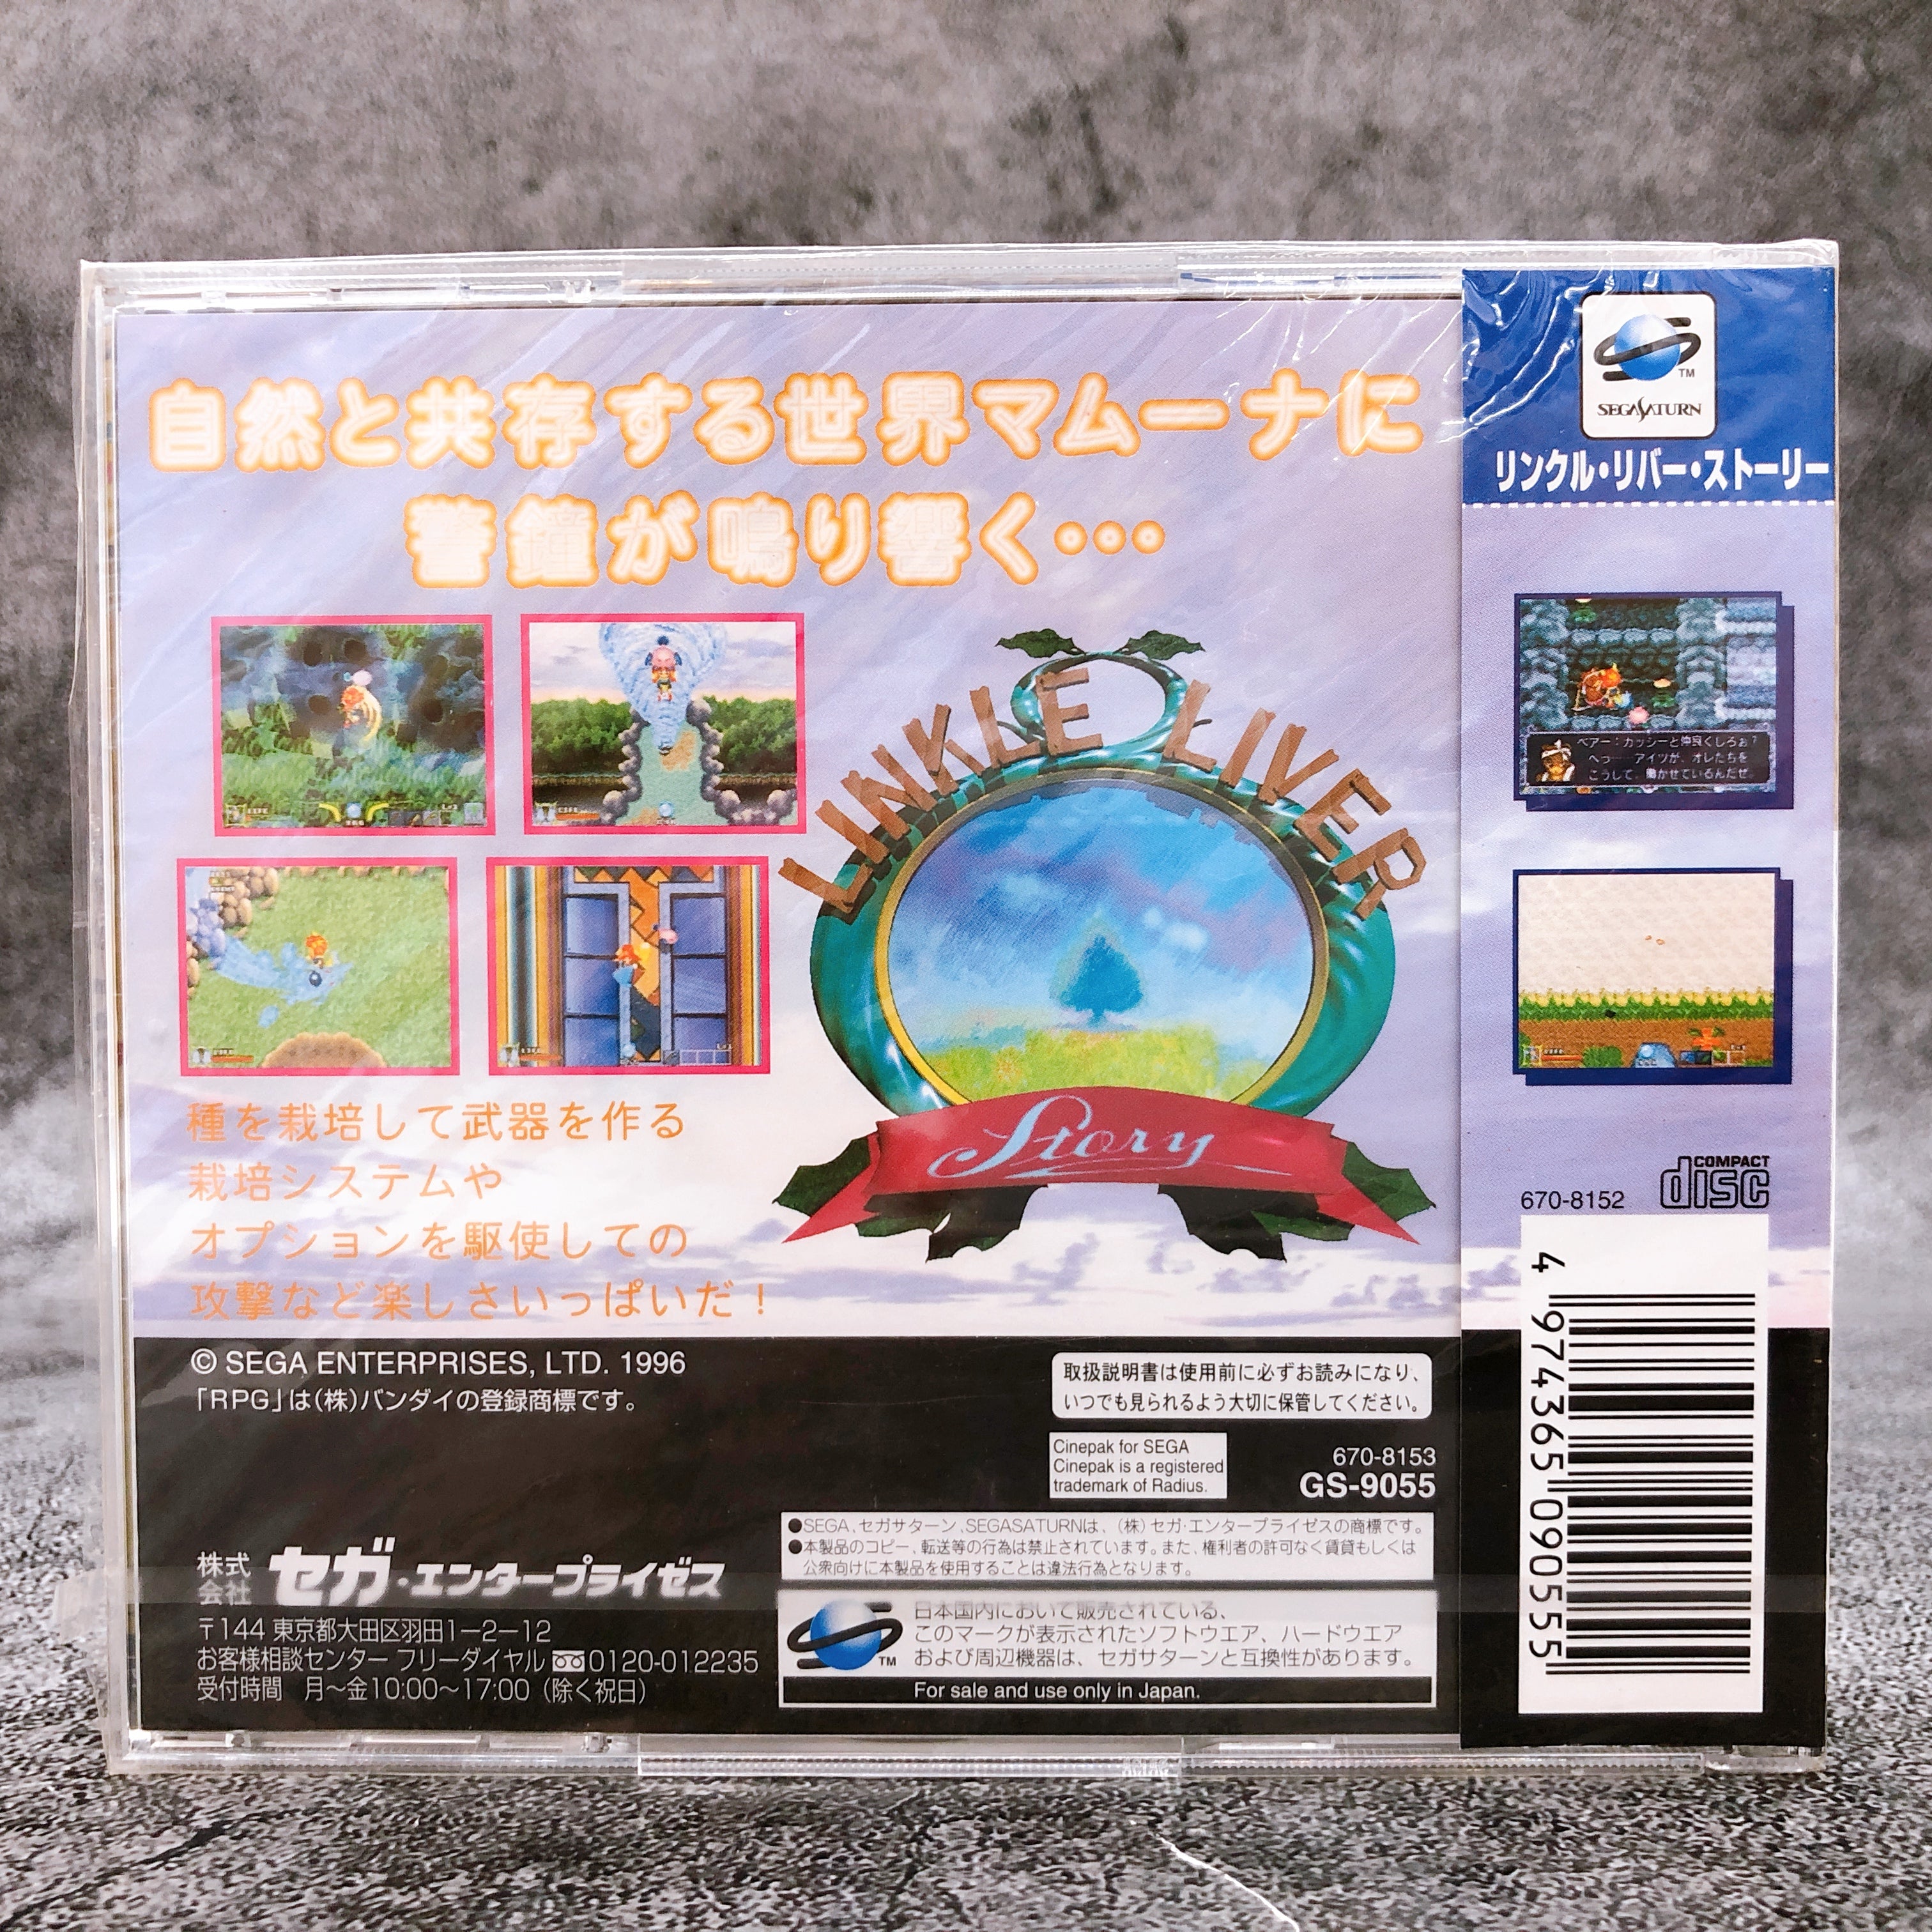 自然と共存する世界マムーナに
警鐘が鳴り響く…
LINKLE LIVER
Story
種を栽培して武器を作る
栽培システムや
オプションを駆使しての
攻撃など楽しさいっぱいだ！
© SEGA ENTERPRISES, LTD. 1996
「RPG」は(株)バンダイの登録商標です。
取扱説明書は使用前に必ずお読みになり、
いつでも見られるよう大切に保管してください。
Cinepak for SEGA
Cinepak is a registered
trademark of Radius.
670-8153
GS-9055
●SEGA、セガサターン、SEGASATURNは、(株)セガ・エンタープライゼスの商標です。
●本製品のコピー、転送等の行為は禁止されています。また、権利者の許可なく賃貸もしくは
公衆向けに本製品を使用することは違法行為となります。
株式会社 セガ・エンタープライゼス
〒144 東京都大田区羽田1-2-12
お客様相談センター フリーダイヤル 0120-012235
受付時間 月～金10:00～17:00（除く祝日）
TM
日本国内において販売されている、
このマークが表示されたソフトウエア、ハードウエア
および周辺機器は、セガサターンと互換性があります。
For sale and use only in Japan.
TM
SEGASATURN
リンクル・リバー・ストーリー
ベアー：カッシーと仲良くしろぉ？
へっ… アイツが、オレたちを
こうして、働かせているんだぜ
670-8152
COMPACT
disc
4 974365 090555